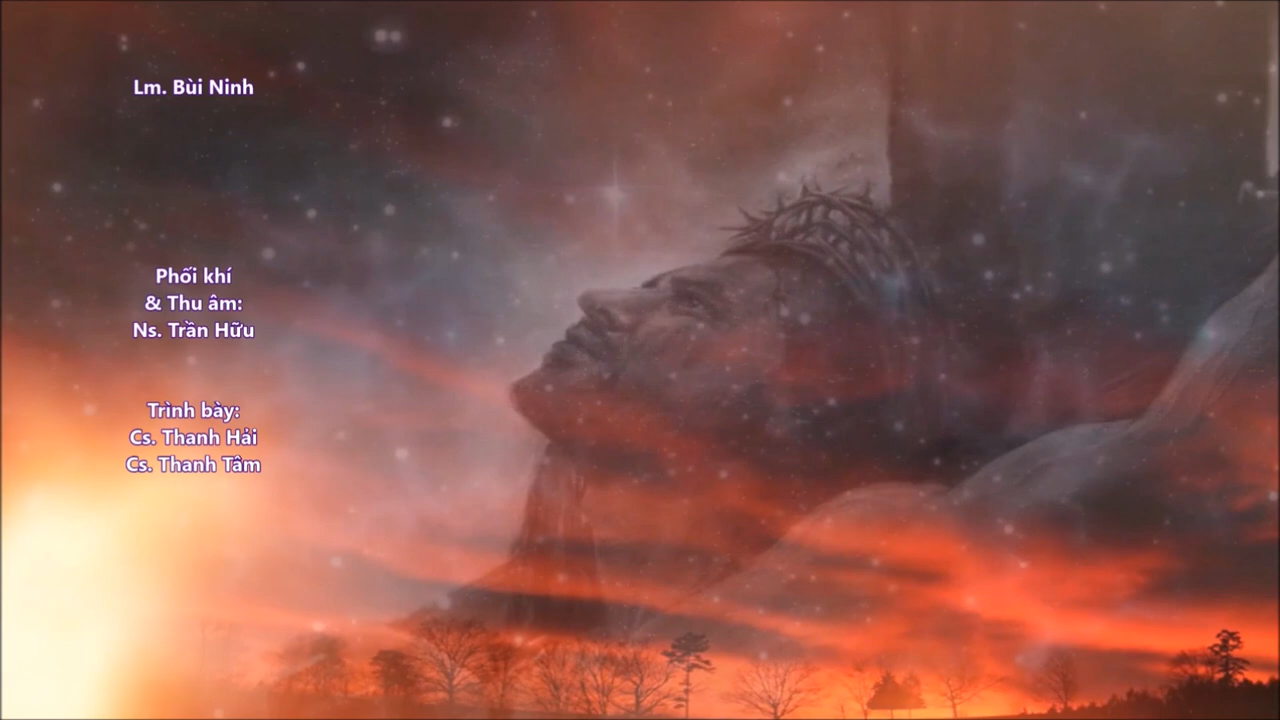 Lm. Bùi Ninh
Phối khí
& Thu âm:
Ns. Trần Hữu
Trình bày:
Cs. Thanh Hải
Cs. Thanh Tâm